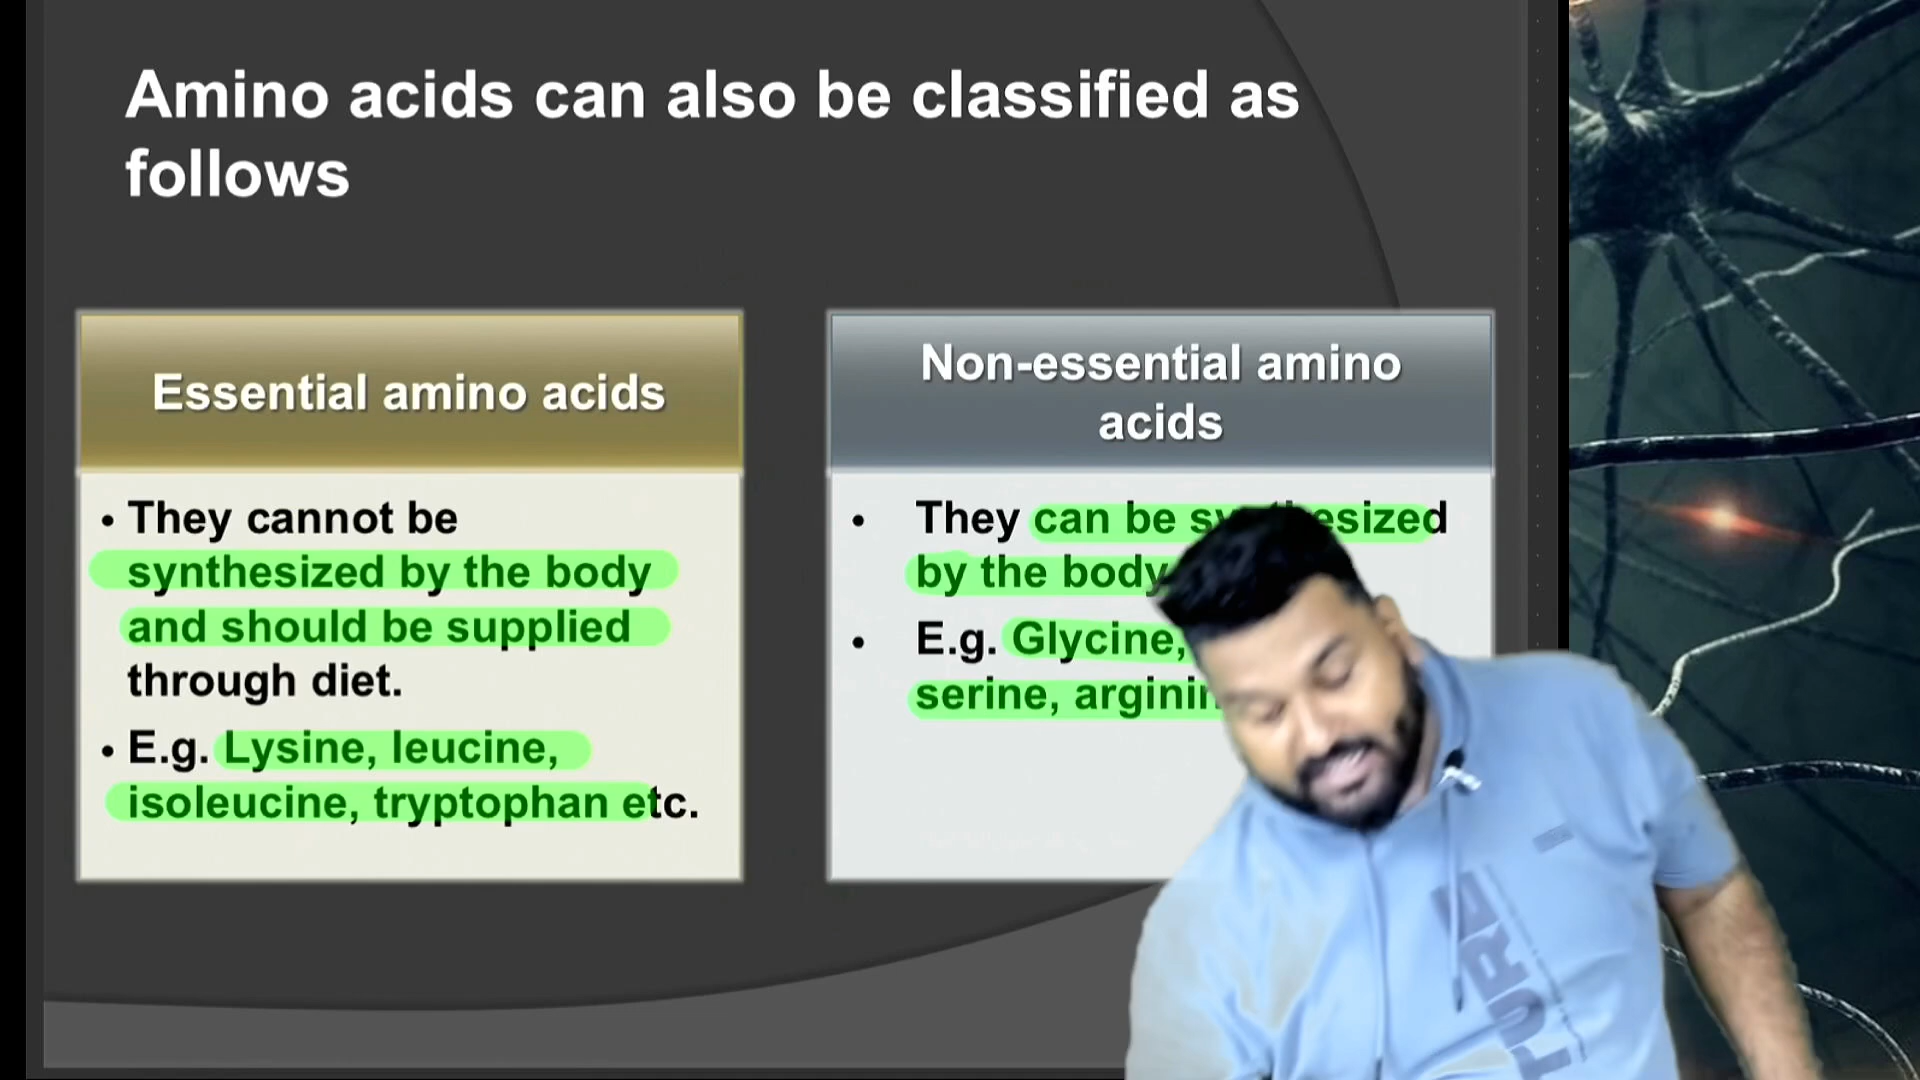 Amino acids can also be classified as
follows
Essential amino acids
• They cannot be
synthesized by the body
and should be supplied
through diet.
• E.g. Lysine, leucine,
isoleucine, tryptophan etc.
Non-essential amino
acids
• They can be
by the body
• E.g. Glycine,
serine,